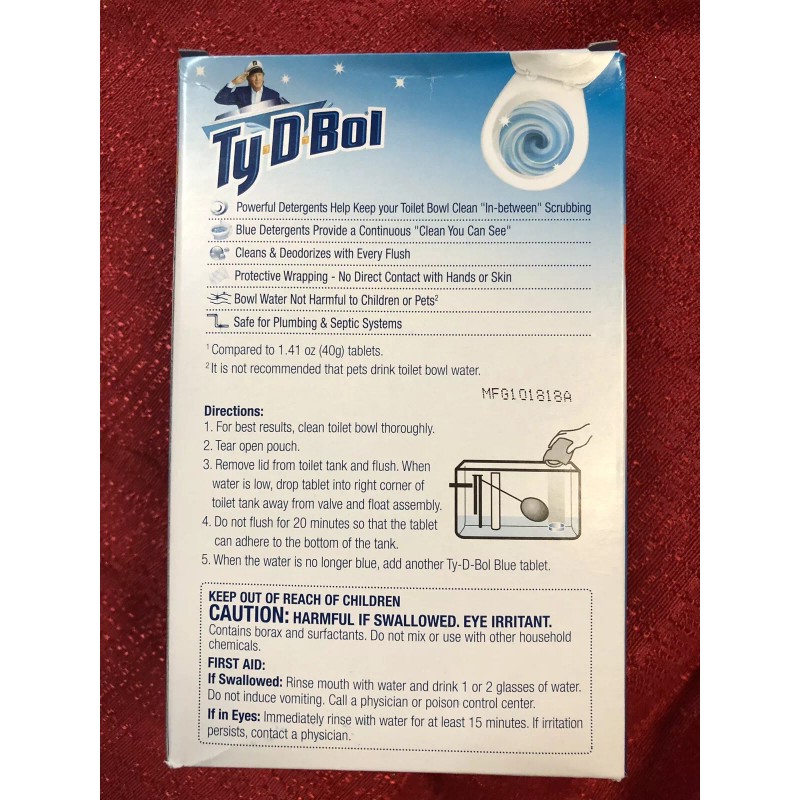 Ty·D·Bol
Powerful Detergents Help Keep your Toilet Bowl Clean "In-between" Scrubbing
Blue Detergents Provide a Continuous "Clean You Can See"
Cleans & Deodorizes with Every Flush
Protective Wrapping - No Direct Contact with Hands or Skin
Bowl Water Not Harmful to Children or Pets²
Safe for Plumbing & Septic Systems
¹ Compared to 1.41 oz (40g) tablets.
² It is not recommended that pets drink toilet bowl water.
MFG101818A
Directions:
1. For best results, clean toilet bowl thoroughly.
2. Tear open pouch.
3. Remove lid from toilet tank and flush. When
water is low, drop tablet into right corner of
toilet tank away from valve and float assembly.
4. Do not flush for 20 minutes so that the tablet
can adhere to the bottom of the tank.
5. When the water is no longer blue, add another Ty-D-Bol Blue tablet.
KEEP OUT OF REACH OF CHILDREN
CAUTION: HARMFUL IF SWALLOWED. EYE IRRITANT.
Contains borax and surfactants. Do not mix or use with other household
chemicals.
FIRST AID:
If Swallowed: Rinse mouth with water and drink 1 or 2 glasses of water.
Do not induce vomiting. Call a physician or poison control center.
If in Eyes: Immediately rinse with water for at least 15 minutes. If irritation
persists, contact a physician.